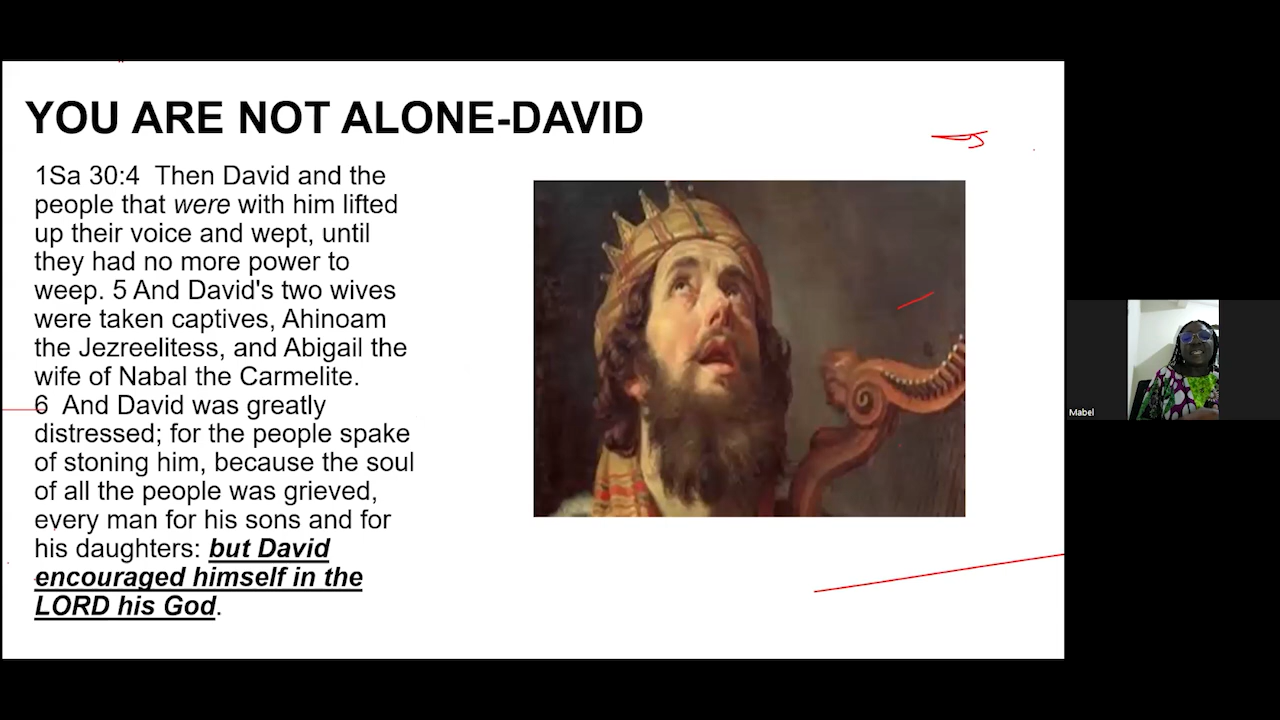 YOU ARE NOT ALONE-DAVID
1Sa 30:4  Then David and the
people that were with him lifted
up their voice and wept, until
they had no more power to
weep. 5 And David's two wives
were taken captives, Ahinoam
the Jezreelitess, and Abigail the
wife of Nabal the Carmelite.
6  And David was greatly
distressed; for the people spake
of stoning him, because the soul
of all the people was grieved,
every man for his sons and for
his daughters: but David
encouraged himself in the
LORD his God.
Mabel